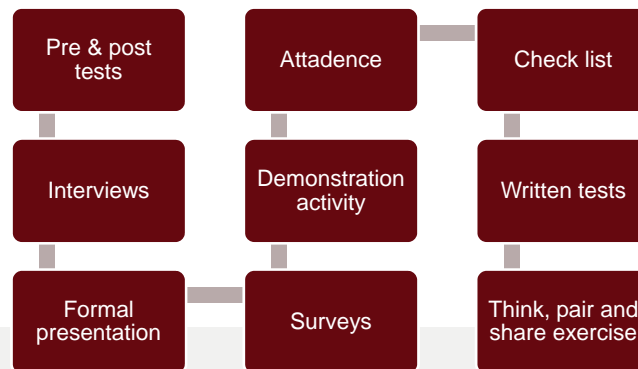 Pre & post
tests
Interviews
Formal
presentation
Surveys
Demonstration
activity
Attadence
Check list
Written tests
Think, pair and
share exercise